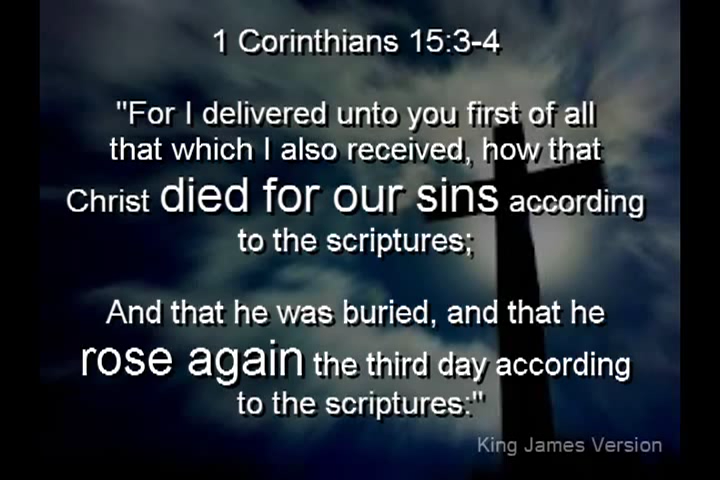 1 Corinthians 15:3-4
"For I delivered unto you first of all
that which I also received, how that
Christ died for our sins according
to the scriptures;
And that he was buried, and that he
rose again the third day according
to the scriptures:"
King James Version